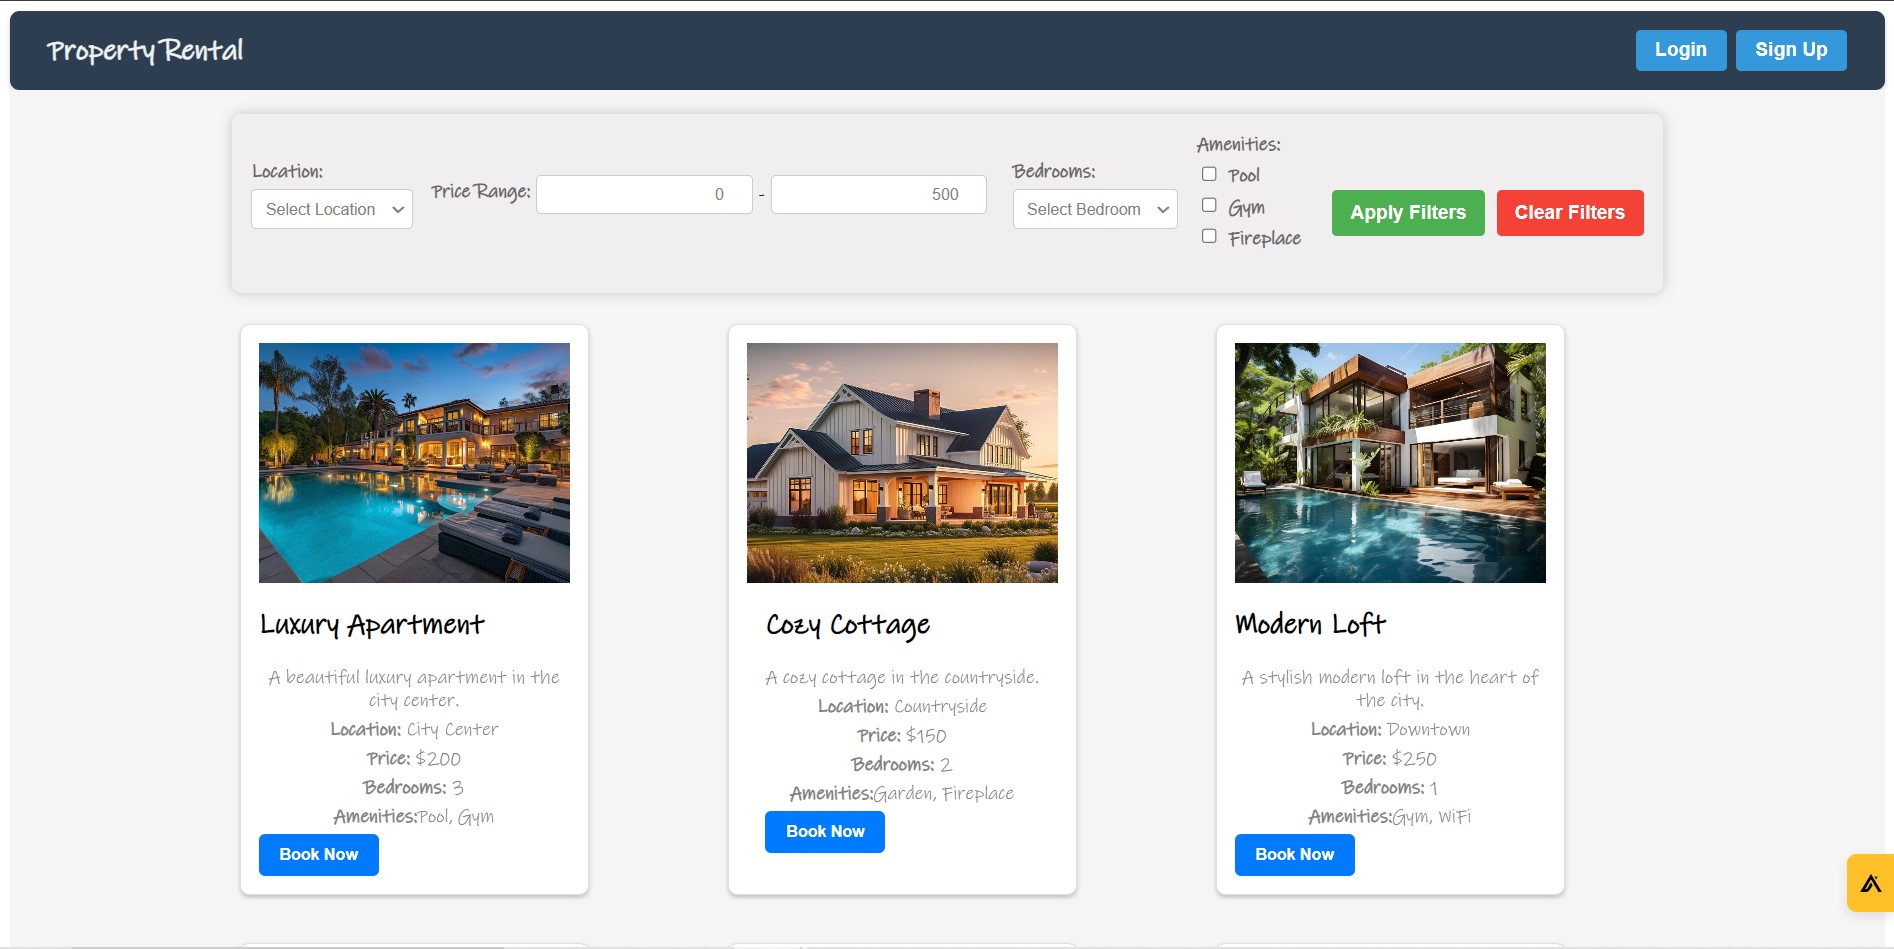 Property Rental
Login
Sign Up
Location:
Select Location
Price Range:
0
-
500
Bedrooms:
Select Bedroom
Amenities:
Pool
Gym
Fireplace
Apply Filters
Clear Filters
Luxury Apartment
A beautiful luxury apartment in the
city center.
Location: City Center
Price: $200
Bedrooms: 3
Amenities:Pool, Gym
Book Now
Cozy Cottage
A cozy cottage in the countryside.
Location: Countryside
Price: $150
Bedrooms: 2
Amenities:Garden, Fireplace
Book Now
Modern Loft
A stylish modern loft in the heart of
the city.
Location: Downtown
Price: $250
Bedrooms: 1
Amenities:Gym, WiFi
Book Now